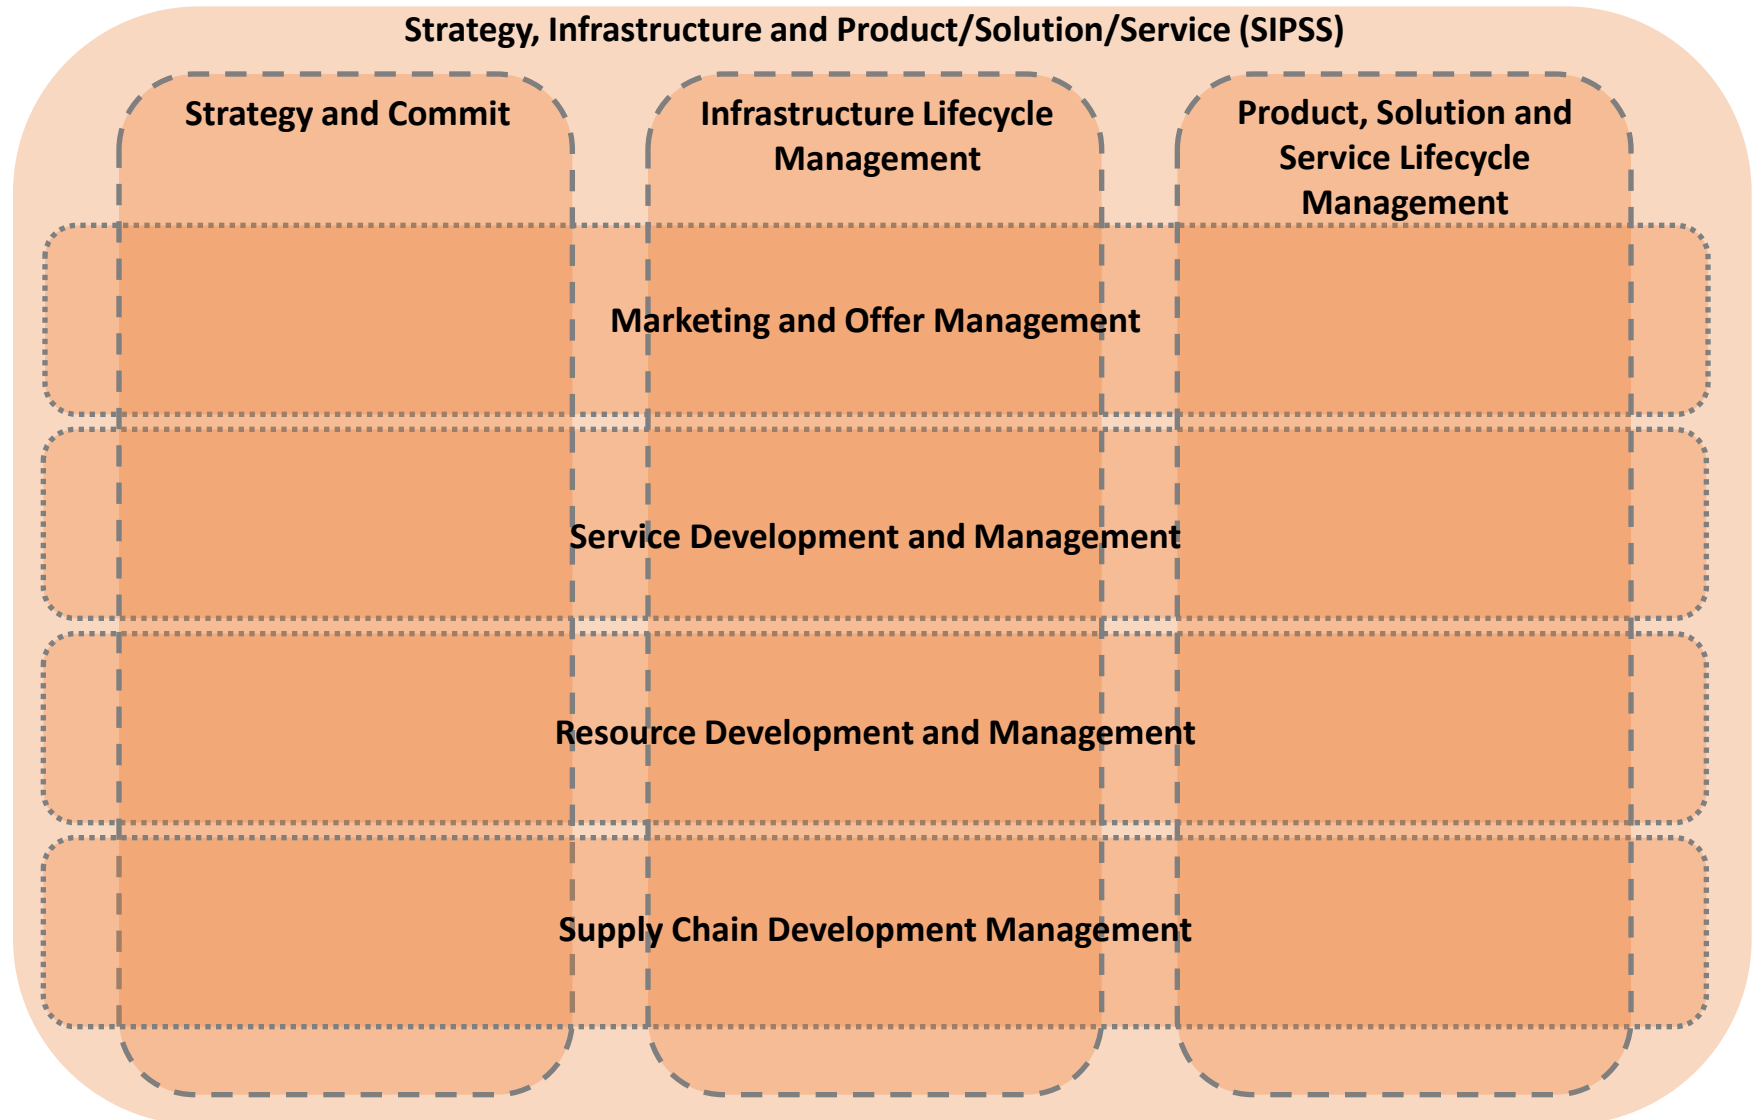 Strategy, Infrastructure and Product/Solution/Service (SIPSS)
Strategy and Commit
Infrastructure Lifecycle
Management
Product, Solution and
Service Lifecycle
Management
Marketing and Offer Management
Service Development and Management
Resource Development and Management
Supply Chain Development Management